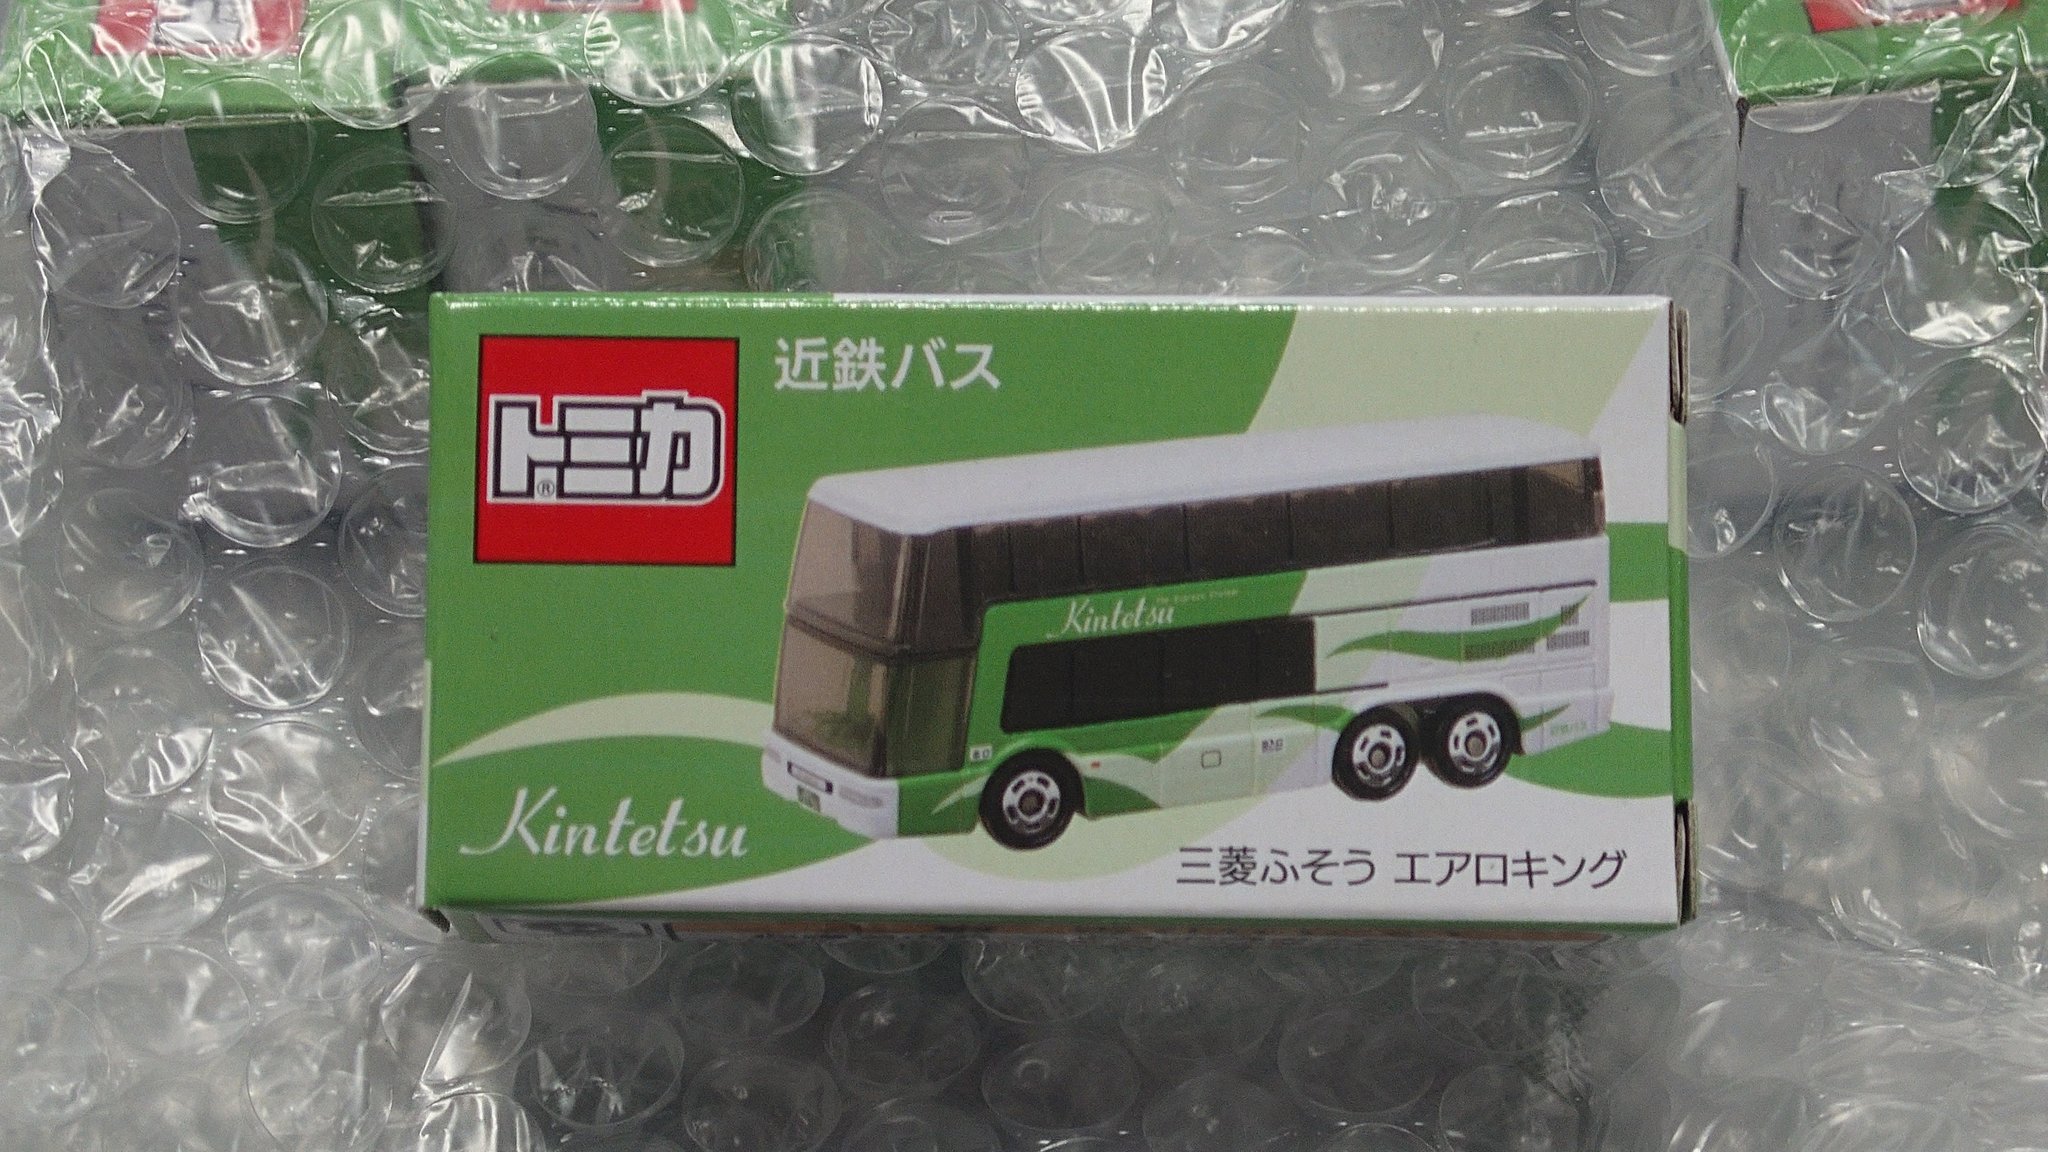 近鉄バス
トミカ
®
Kintetsu
Kintetsu
三菱ふそう エアロキング